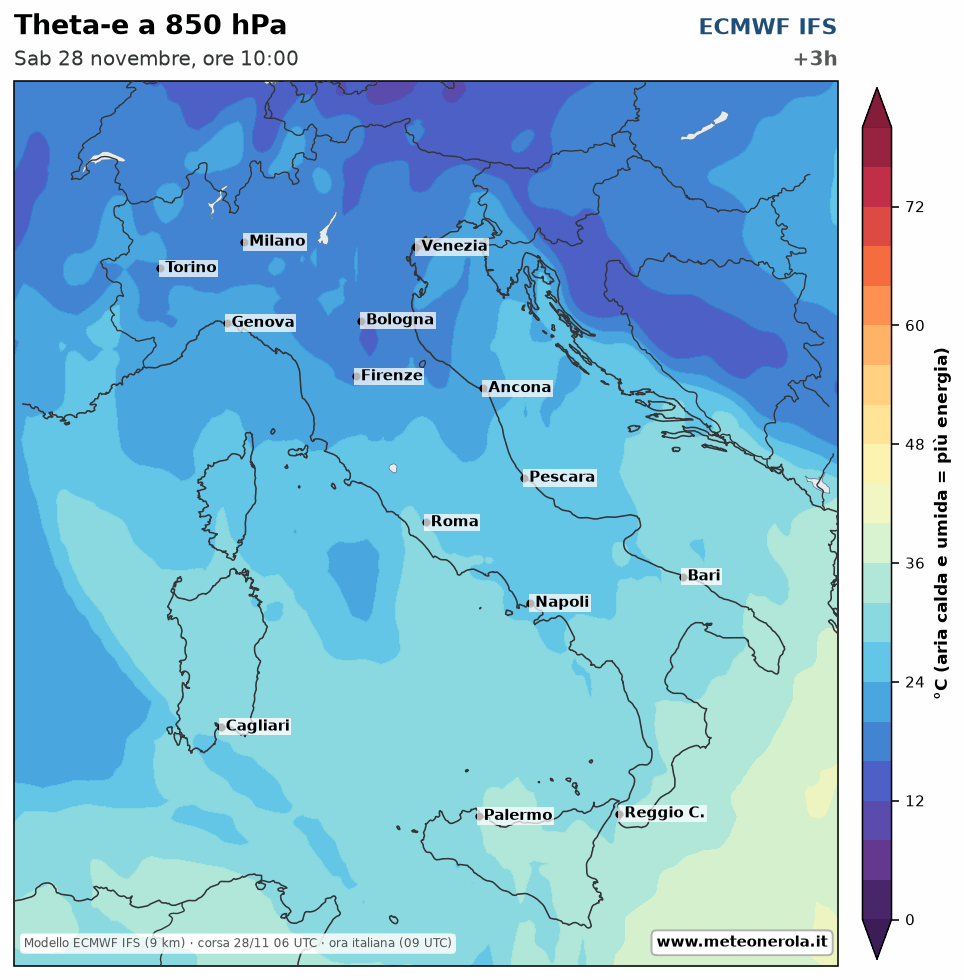 Theta-e a 850 hPa
ECMWF IFS
Sab 28 novembre, ore 10:00
+3h
Milano
Venezia
Torino
Genova
Bologna
Firenze
Ancona
Pescara
Roma
Bari
Napoli
Cagliari
Palermo
Reggio C.
72
60
48
36
24
12
0
°C (aria calda e umida = più energia)
Modello ECMWF IFS (9 km) · corsa 28/11 06 UTC · ora italiana (09 UTC)
www.meteonerola.it